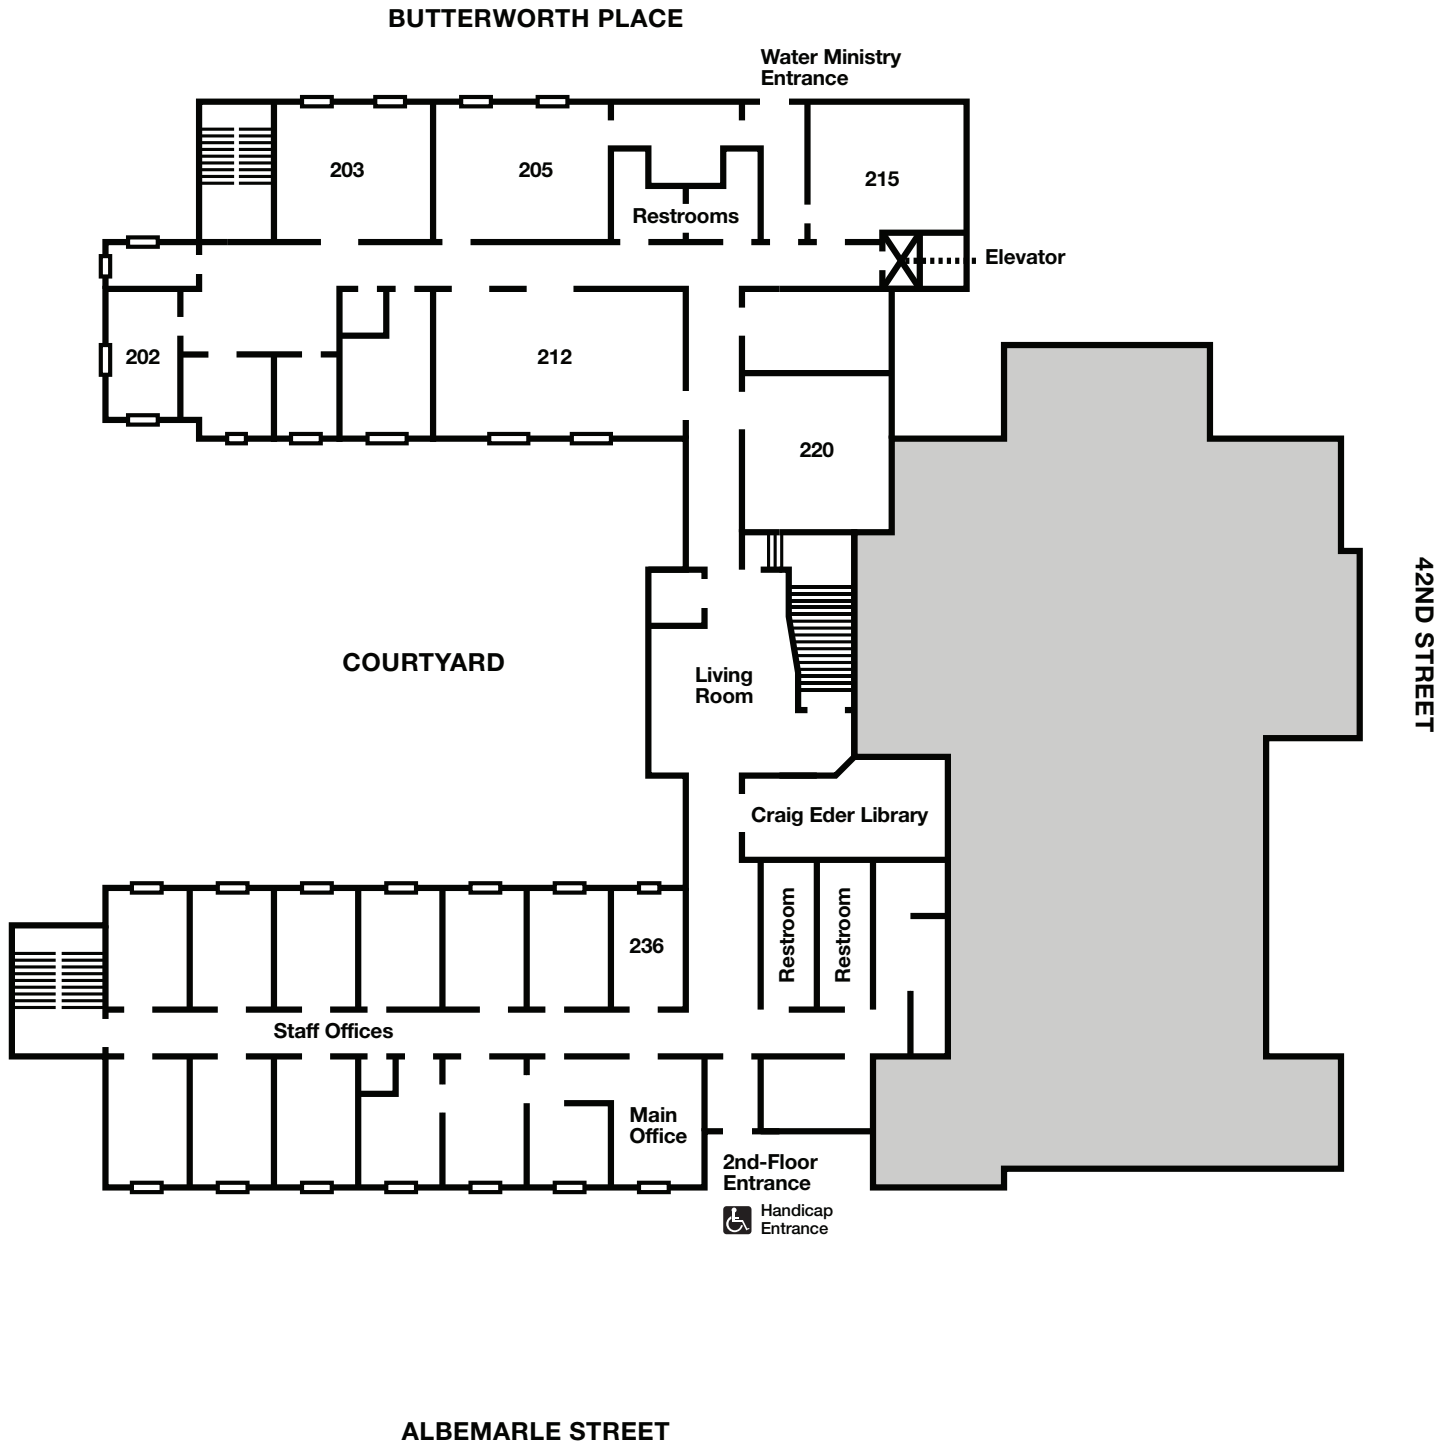 BUTTERWORTH PLACE
Water Ministry
Entrance
203
205
215
Restrooms
Elevator
202
212
220
42ND STREET
COURTYARD
Living
Room
Craig Eder Library
Restroom
Restroom
236
Staff Offices
Main
Office
2nd-Floor
Entrance
Handicap
Entrance
ALBEMARLE STREET